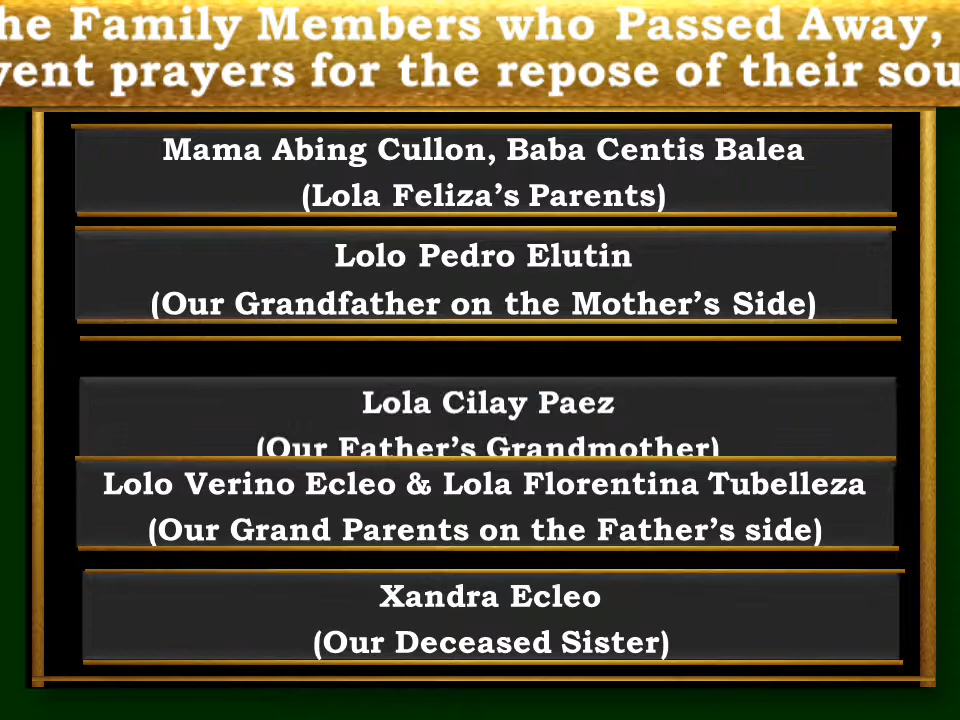 he Family Members who Passed Away,
vent prayers for the repose of their sou
Mama Abing Cullon, Baba Centis Balea
(Lola Feliza’s Parents)
Lolo Pedro Elutin
(Our Grandfather on the Mother’s Side)
Lola Cilay Paez
(Our Father’s Grandmother)
Lolo Verino Ecleo & Lola Florentina Tubelleza
(Our Grand Parents on the Father’s side)
Xandra Ecleo
(Our Deceased Sister)